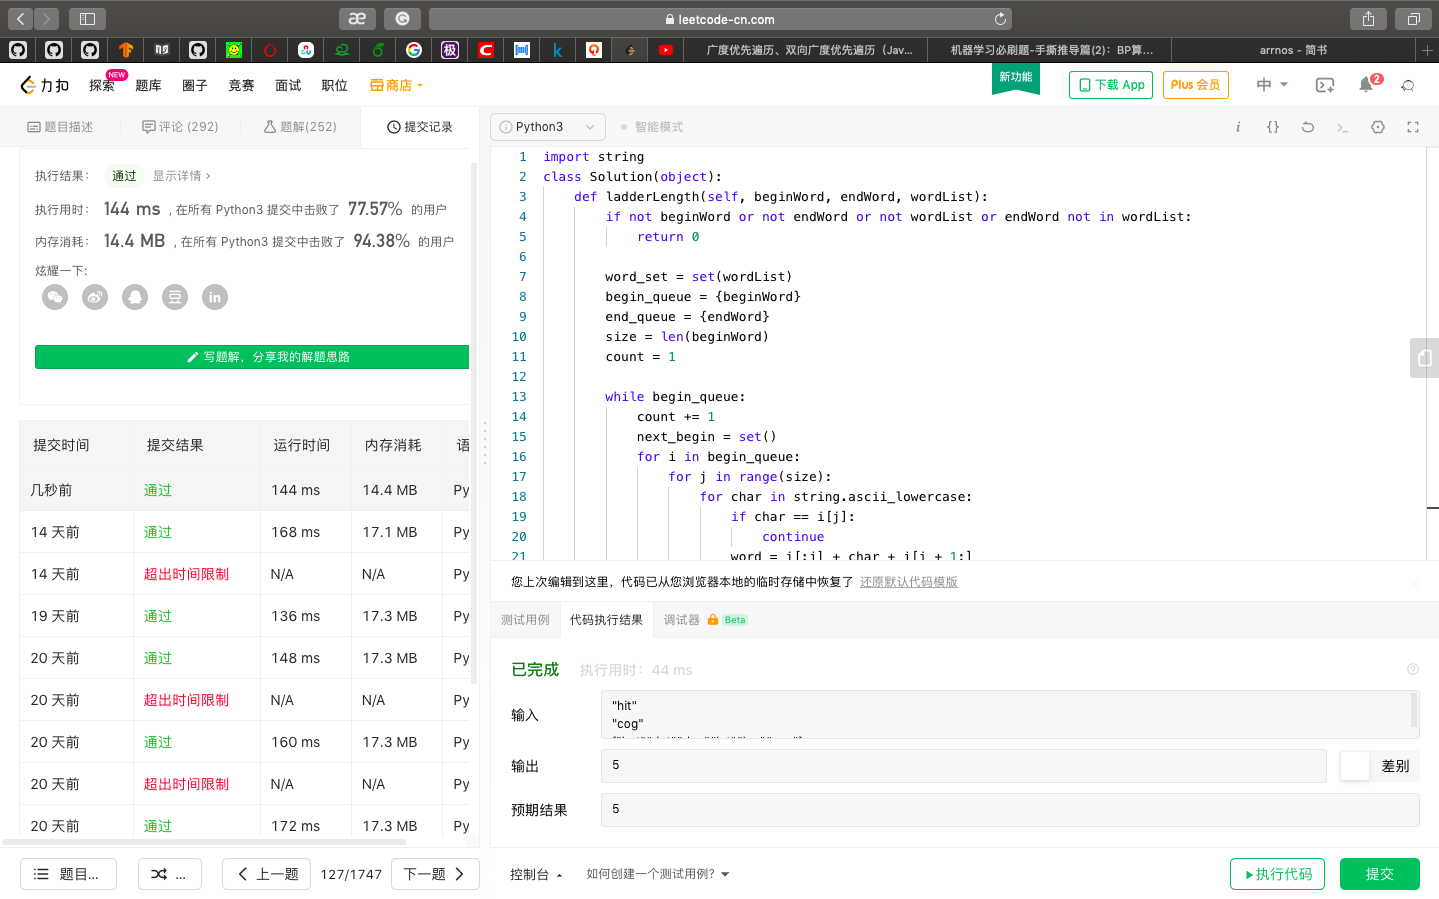 leetcode-cn.com
广度优先遍历、双向广度优先遍历（Jav...
机器学习必刷题-手撕推导篇(2)：BP算...
arrnos - 简书
力扣
探索
NEW
题库
圈子
竞赛
面试
职位
商店
新功能
下载 App
Plus 会员
中
2
题目描述
评论 (292)
题解(252)
提交记录
Python3
智能模式
执行结果：
通过
显示详情 ›
执行用时：
144 ms , 在所有 Python3 提交中击败了 77.57% 的用户
内存消耗：
14.4 MB , 在所有 Python3 提交中击败了 94.38% 的用户
炫耀一下:
豆
in
写题解，分享我的解题思路
提交时间 提交结果 运行时间 内存消耗 语
几秒前 通过 144 ms 14.4 MB Py
14 天前 通过 168 ms 17.1 MB Py
14 天前 超出时间限制 N/A N/A Py
19 天前 通过 136 ms 17.3 MB Py
20 天前 通过 148 ms 17.3 MB Py
20 天前 超出时间限制 N/A N/A Py
20 天前 通过 160 ms 17.3 MB Py
20 天前 超出时间限制 N/A N/A Py
20 天前 通过 172 ms 17.3 MB Py
1 import string
2 class Solution(object):
3 def ladderLength(self, beginWord, endWord, wordList):
4 if not beginWord or not endWord or not wordList or endWord not in wordList:
5 return 0
6
7 word_set = set(wordList)
8 begin_queue = {beginWord}
9 end_queue = {endWord}
10 size = len(beginWord)
11 count = 1
12
13 while begin_queue:
14 count += 1
15 next_begin = set()
16 for i in begin_queue:
17 for j in range(size):
18 for char in string.ascii_lowercase:
19 if char == i[j]:
20 continue
21 word = i[:j] + char + i[j + 1:]
您上次编辑到这里，代码已从您浏览器本地的临时存储中恢复了 还原默认代码模版
测试用例
代码执行结果
调试器
Beta
已完成
执行用时：44 ms
输入
"hit"
"cog"
输出
5
差别
预期结果
5
题目...
...
上一题
127/1747
下一题
控制台
如何创建一个测试用例?
执行代码
提交